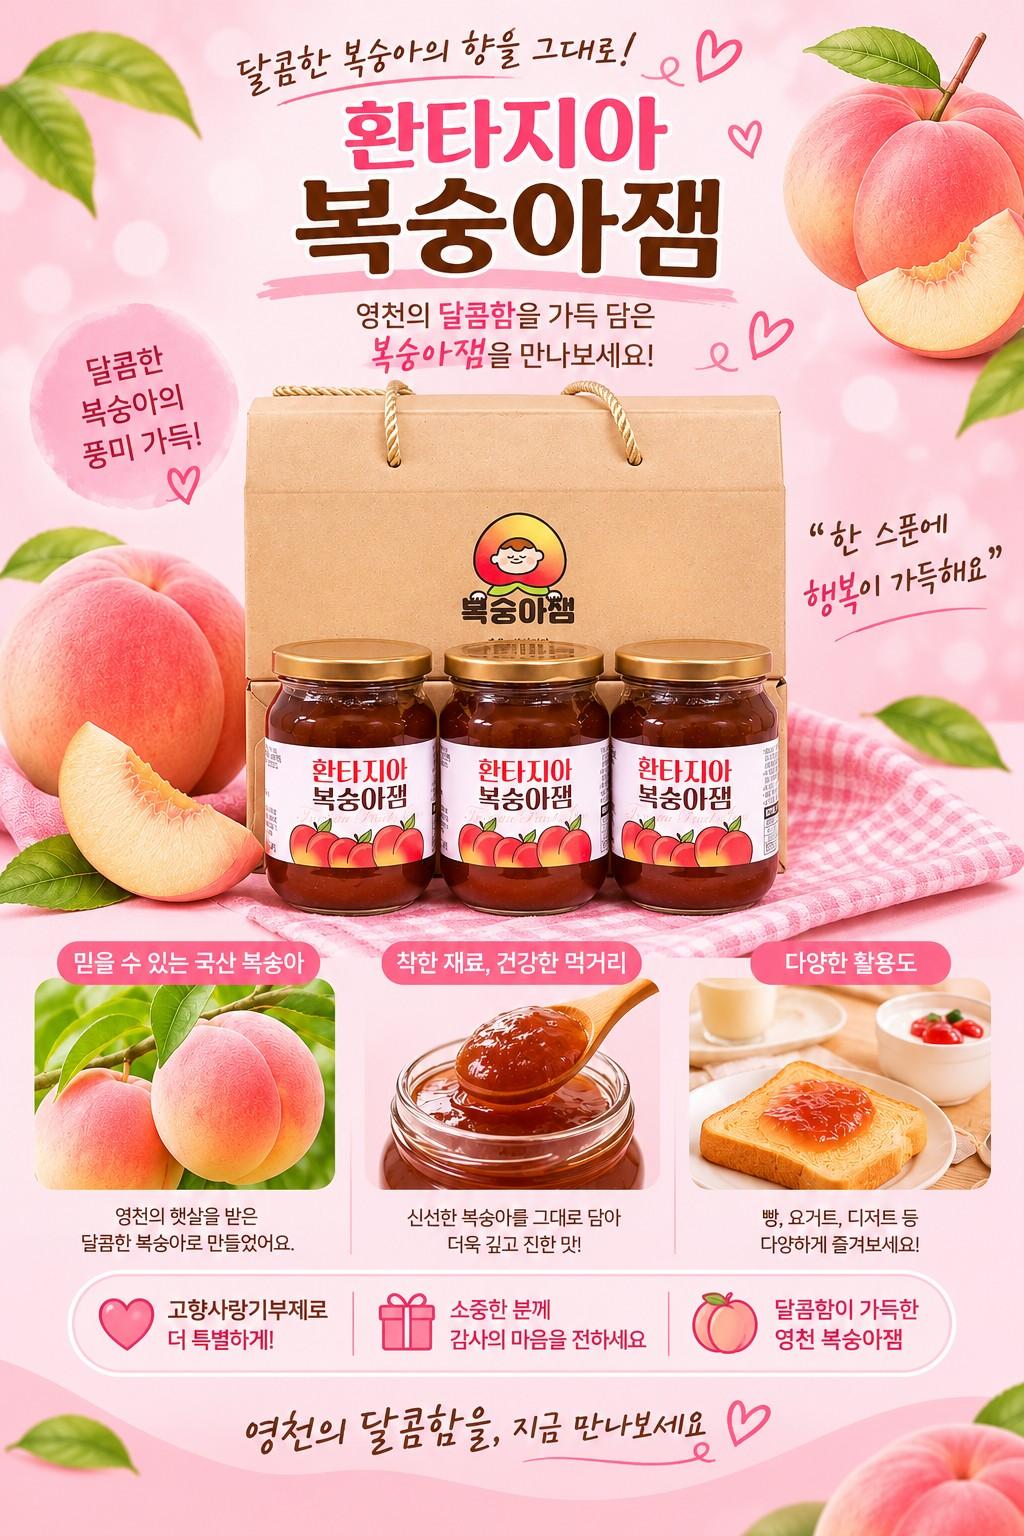 달콤한 복숭아의 향을 그대로!
환타지아
복숭아잼
영천의 달콤함을 가득 담은
복숭아잼을 만나보세요!
달콤한
복숭아의
풍미 가득!
“한 스푼에
행복이 가득해요”
복숭아잼
환타지아
복숭아잼
환타지아
복숭아잼
환타지아
복숭아잼
믿을 수 있는 국산 복숭아
착한 재료, 건강한 먹거리
다양한 활용도
영천의 햇살을 받은
달콤한 복숭아로 만들었어요.
신선한 복숭아를 그대로 담아
더욱 깊고 진한 맛!
빵, 요거트, 디저트 등
다양하게 즐겨보세요!
고향사랑기부제로
더 특별하게!
소중한 분께
감사의 마음을 전하세요
달콤함이 가득한
영천 복숭아잼
영천의 달콤함을, 지금 만나보세요